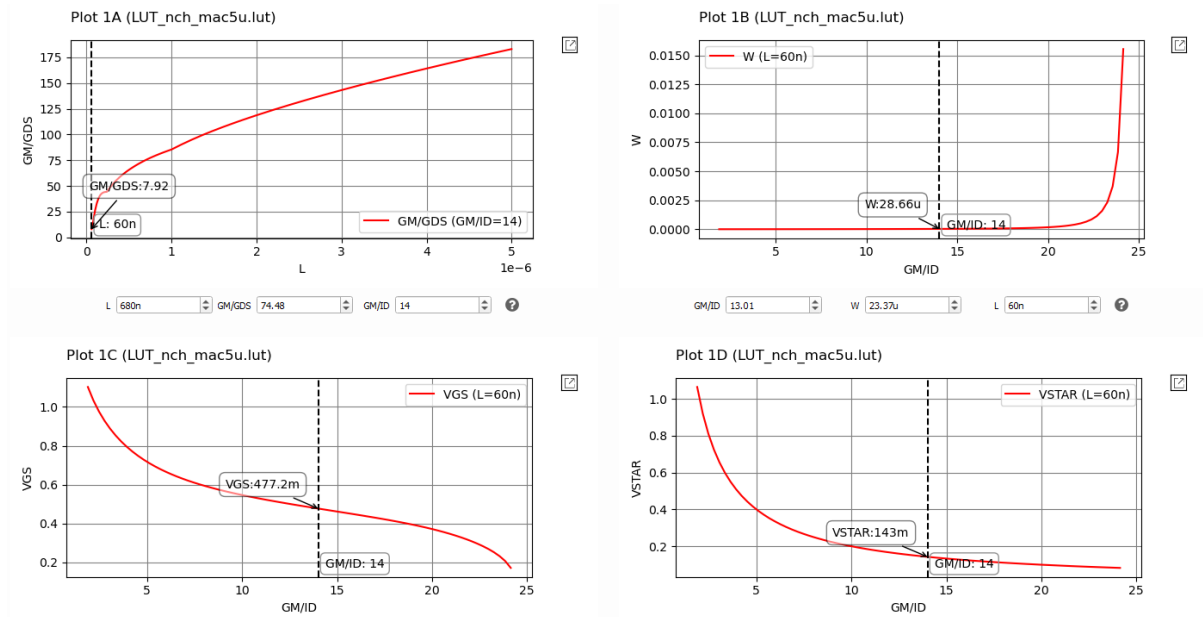 Plot 1A (LUT_nch_mac5u.lut)
175
150
125
100
75
50
25
0
GM/GDS
GM/GDS:7.92
L: 60n
GM/GDS (GM/ID=14)
0
1
2
3
4
5
1e−6
L
L 680n GM/GDS 74.48 GM/ID 14 ?
Plot 1B (LUT_nch_mac5u.lut)
0.0150
0.0125
0.0100
0.0075
0.0050
0.0025
0.0000
W
W (L=60n)
W:28.66u
GM/ID: 14
5
10
15
20
25
GM/ID
GM/ID 13.01 W 23.37u L 60n ?
Plot 1C (LUT_nch_mac5u.lut)
1.0
0.8
0.6
0.4
0.2
VGS
VGS (L=60n)
VGS:477.2m
GM/ID: 14
5
10
15
20
25
GM/ID
Plot 1D (LUT_nch_mac5u.lut)
1.0
0.8
0.6
0.4
0.2
VSTAR
VSTAR (L=60n)
VSTAR:143m
GM/ID: 14
5
10
15
20
25
GM/ID